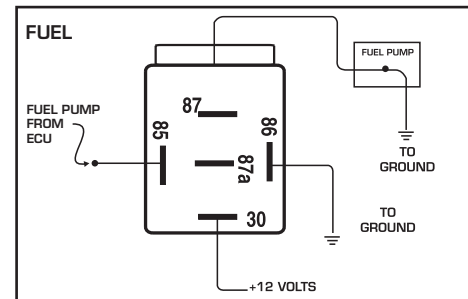 FUEL
FUEL PUMP
FUEL PUMP
FROM
ECU
87
85
86
87a
30
TO
GROUND
TO
GROUND
+12 VOLTS